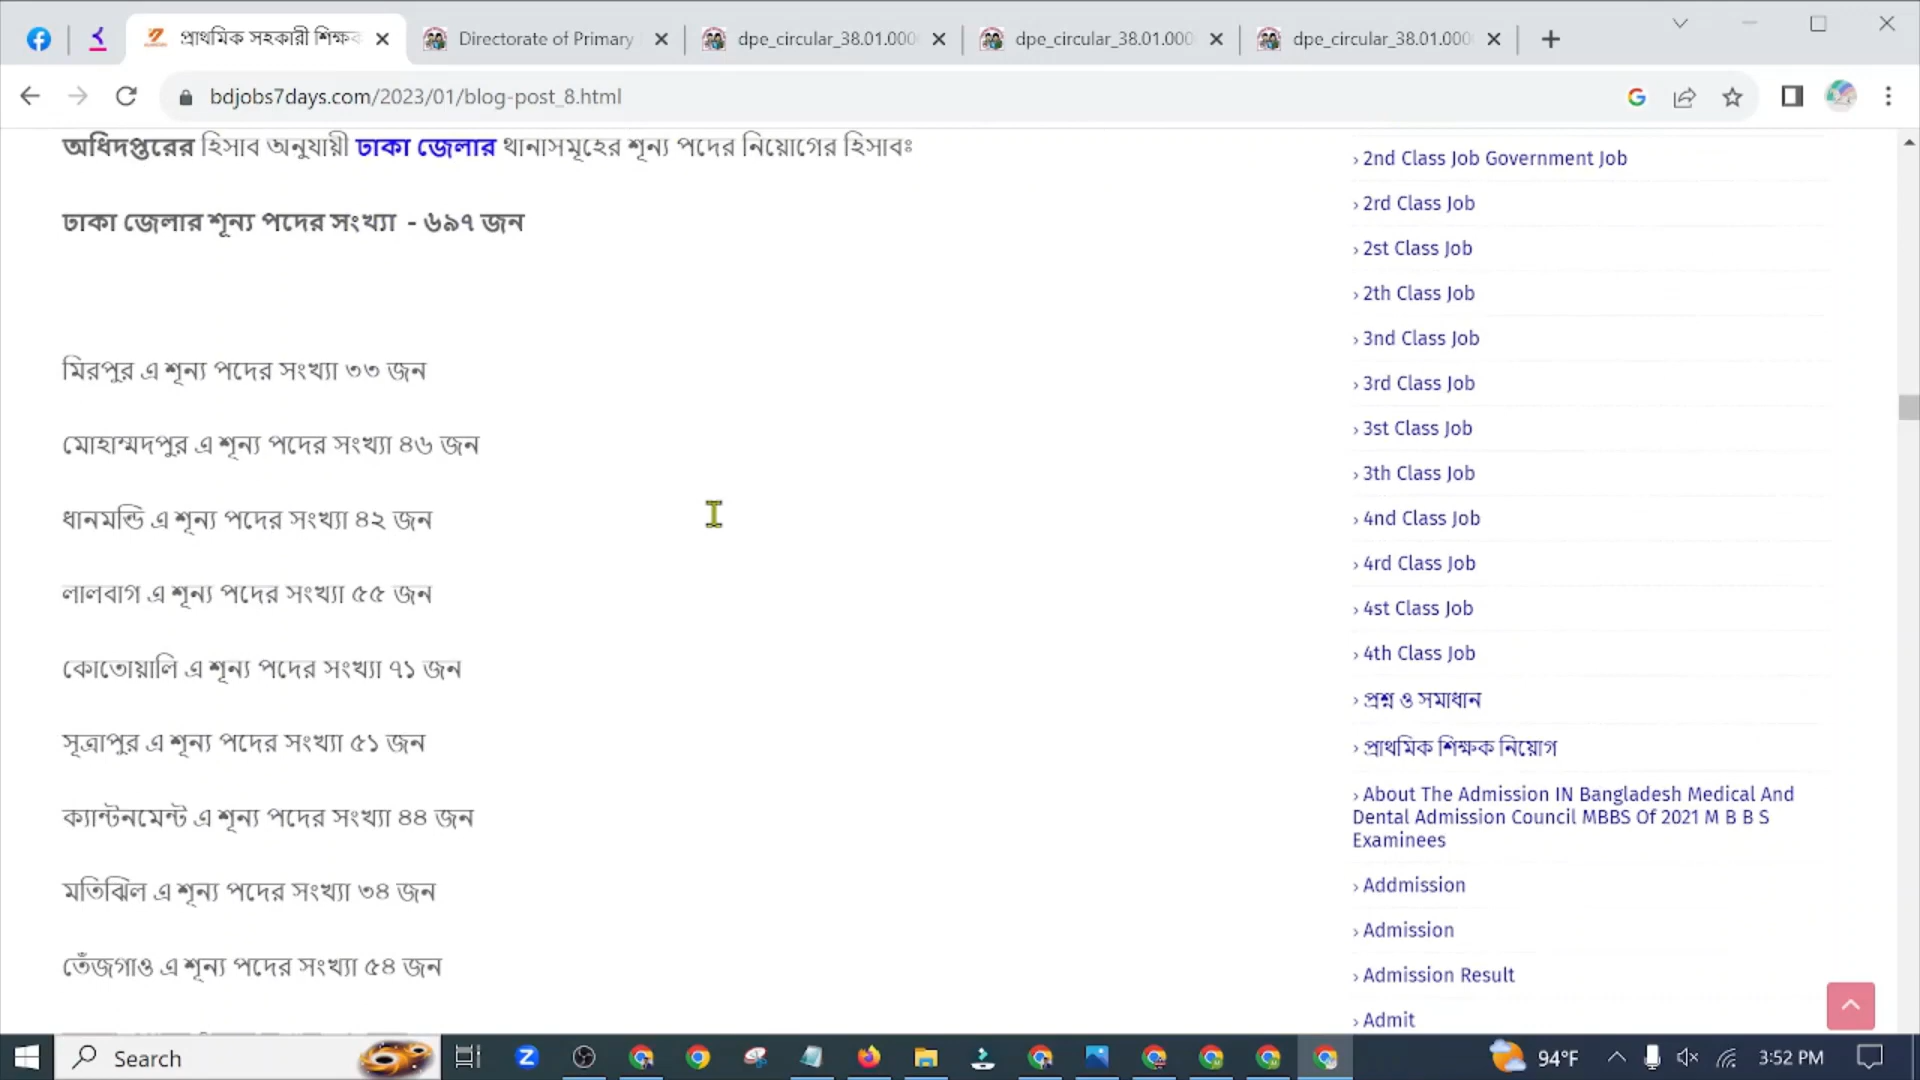 প্রাথমিক সহকারী শিক্ষক
Directorate of Primary
dpe_circular_38.01.000
dpe_circular_38.01.000
dpe_circular_38.01.000
bdjobs7days.com/2023/01/blog-post_8.html
অধিদপ্তরের হিসাব অনুযায়ী ঢাকা জেলার থানাসমূহের শূন্য পদের নিয়োগের হিসাবঃ
ঢাকা জেলার শূন্য পদের সংখ্যা - ৬৯৭ জন
মিরপুর এ শূন্য পদের সংখ্যা ৩৩ জন
মোহাম্মদপুর এ শূন্য পদের সংখ্যা ৪৬ জন
ধানমন্ডি এ শূন্য পদের সংখ্যা ৪২ জন
লালবাগ এ শূন্য পদের সংখ্যা ৫৫ জন
কোতোয়ালি এ শূন্য পদের সংখ্যা ৭১ জন
সূত্রাপুর এ শূন্য পদের সংখ্যা ৫১ জন
ক্যান্টনমেন্ট এ শূন্য পদের সংখ্যা ৪৪ জন
মতিঝিল এ শূন্য পদের সংখ্যা ৩৪ জন
তেঁজগাও এ শূন্য পদের সংখ্যা ৫৪ জন
› 2nd Class Job Government Job
› 2rd Class Job
› 2st Class Job
› 2th Class Job
› 3nd Class Job
› 3rd Class Job
› 3st Class Job
› 3th Class Job
› 4nd Class Job
› 4rd Class Job
› 4st Class Job
› 4th Class Job
› প্রশ্ন ও সমাধান
› প্রাথমিক শিক্ষক নিয়োগ
› About The Admission IN Bangladesh Medical And
Dental Admission Council MBBS Of 2021 M B B S
Examinees
› Addmission
› Admission
› Admission Result
› Admit
Search
94°F
3:52 PM